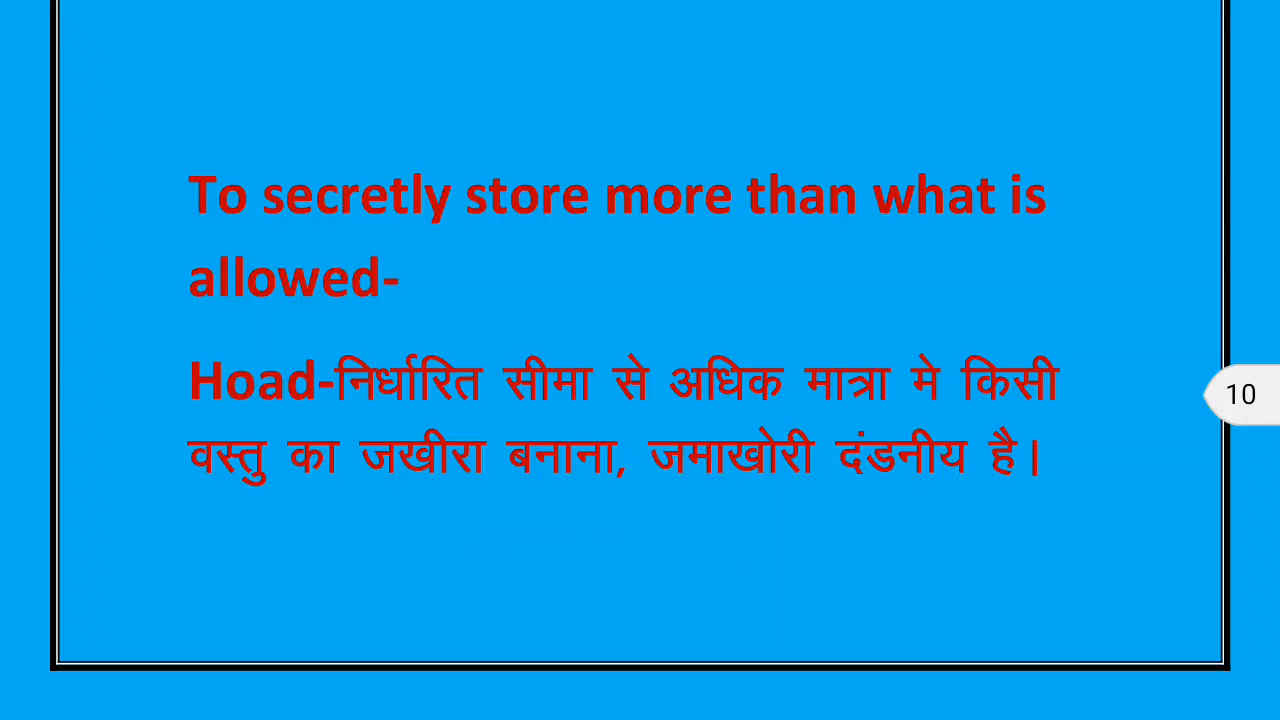 To secretly store more than what is
allowed-
Hoad-निर्धारित सीमा से अधिक मात्रा मे किसी
वस्तु का जखीरा बनाना, जमाखोरी दंडनीय है।
10